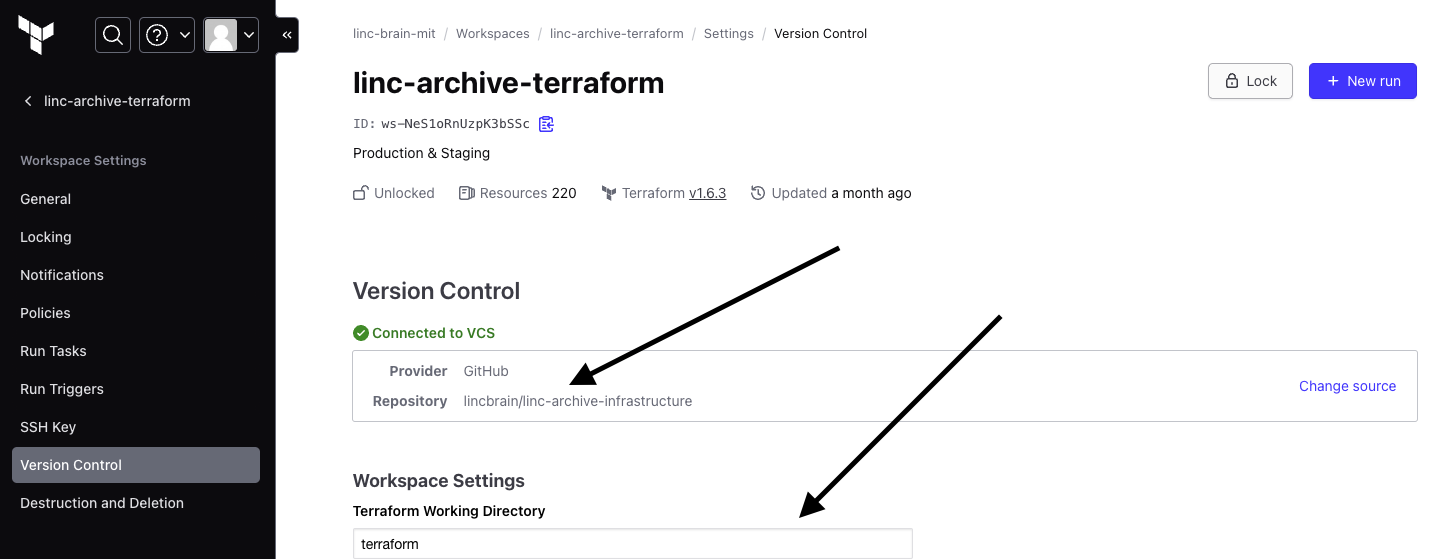 linc-archive-terraform
Workspace Settings
General
Locking
Notifications
Policies
Run Tasks
Run Triggers
SSH Key
Version Control
Destruction and Deletion
linc-brain-mit / Workspaces / linc-archive-terraform / Settings / Version Control
linc-archive-terraform
Lock
+ New run
ID: ws-NeS1oRnUzpK3bSSc
Production & Staging
Unlocked Resources 220 Terraform v1.6.3 Updated a month ago
Version Control
Connected to VCS
Provider GitHub
Repository lincbrain/linc-archive-infrastructure
Change source
Workspace Settings
Terraform Working Directory
terraform